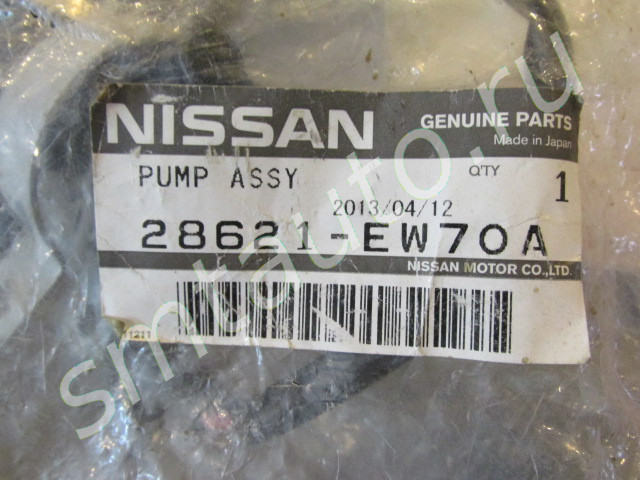 NISSAN
GENUINE PARTS
Made in Japan
PUMP ASSY
QTY
1
2013/04/12
28621-EW70A
NISSAN MOTOR CO.,LTD.
smtauto.ru